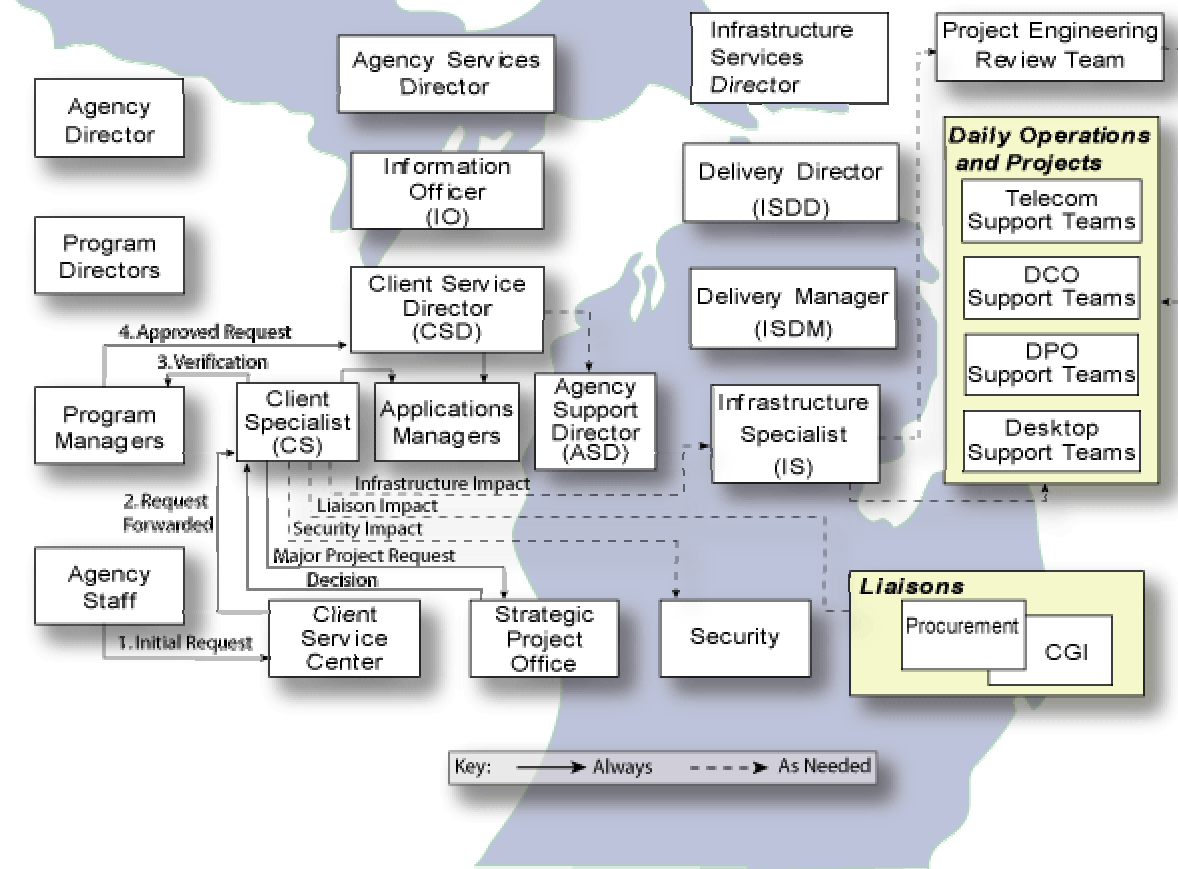 Agency
Director
Agency Services
Director
Infrastructure
Services
Director
Project Engineering
Review Team
Information
Officer
(IO)
Delivery Director
(ISDD)
Daily Operations
and Projects
Telecom
Support Teams
DCO
Support Teams
DPO
Support Teams
Desktop
Support Teams
Program
Directors
Client Service
Director
(CSD)
Delivery Manager
(ISDM)
4. Approved Request
3. Verification
Program
Managers
Client
Specialist
(CS)
Applications
Managers
Agency
Support
Director
(ASD)
Infrastructure
Specialist
(IS)
2. Request
Forwarded
Infrastructure Impact
Liaison Impact
Security Impact
Major Project Request
Decision
Agency
Staff
1. Initial Request
Client
Service
Center
Strategic
Project
Office
Security
Liaisons
Procurement
CGI
Key:
Always
As Needed